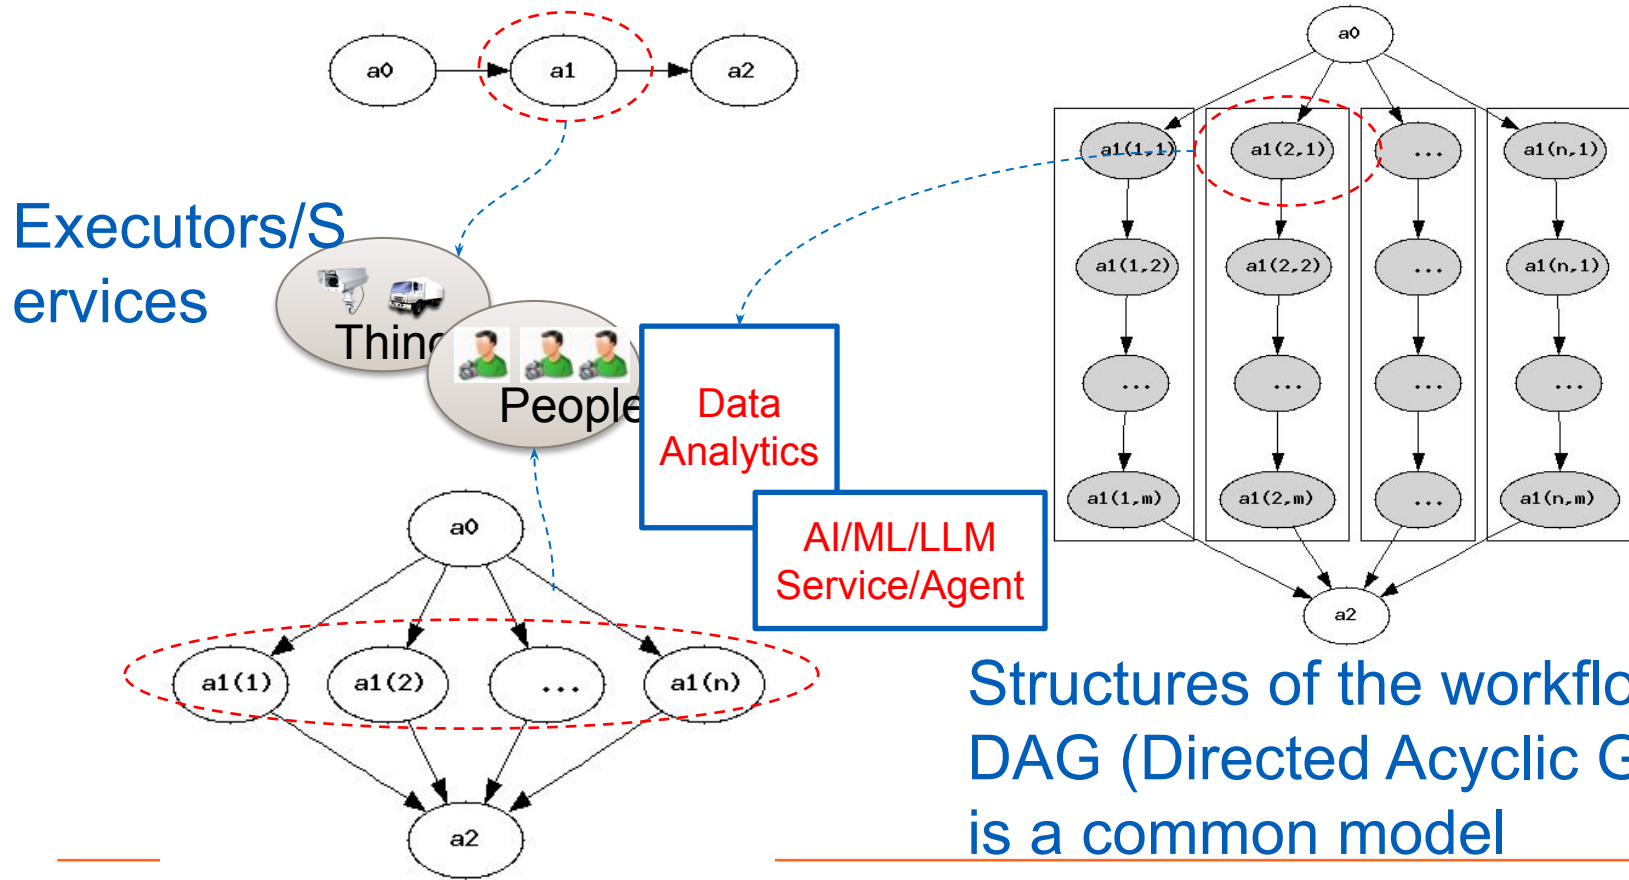 a0
a1
a2
Executors/S
ervices
Thing
People
Data
Analytics
AI/ML/LLM
Service/Agent
a0
a1(1)
a1(2)
...
a1(n)
a2
a0
a1(1,1)
a1(2,1)
...
a1(n,1)
a1(1,2)
a1(2,2)
...
a1(n,1)
...
...
...
...
a1(1,m)
a1(2,m)
...
a1(n,m)
a2
Structures of the workflo
DAG (Directed Acyclic G
is a common model